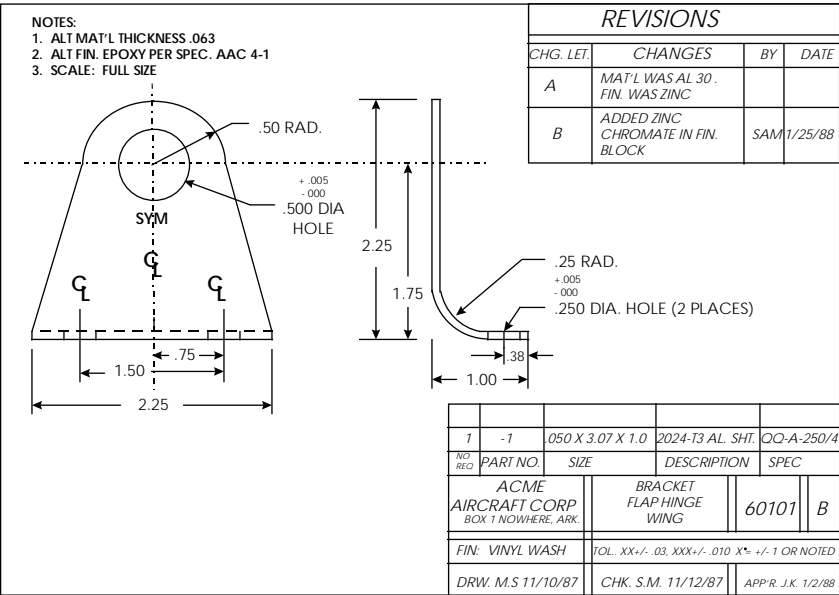 NOTES:
1. ALT MAT'L THICKNESS .063
2. ALT FIN. EPOXY PER SPEC. AAC 4-1
3. SCALE: FULL SIZE
REVISIONS
CHG. LET. CHANGES BY DATE
A MAT'L WAS AL 30 .
FIN. WAS ZINC
B ADDED ZINC
CHROMATE IN FIN.
BLOCK
SAM 1/25/88
.50 RAD.
+ .005
- 000
.500 DIA
HOLE
SYM
CL
CL
CL
.75
1.50
2.25
2.25
1.75
.25 RAD.
+.005
- 000
.250 DIA. HOLE (2 PLACES)
.38
1.00
1 -1 .050 X 3.07 X 1.0 2024-T3 AL. SHT. QQ-A-250/4
NO
REQ
PART NO. SIZE DESCRIPTION SPEC
ACME
AIRCRAFT CORP
BOX 1 NOWHERE, ARK.
BRACKET
FLAP HINGE
WING
60101 B
FIN: VINYL WASH TOL.. XX+/- .03, XXX+/- .010 X°= +/- 1 OR NOTED
DRW. M.S 11/10/87 CHK. S.M. 11/12/87 APP'R. J.K. 1/2/88